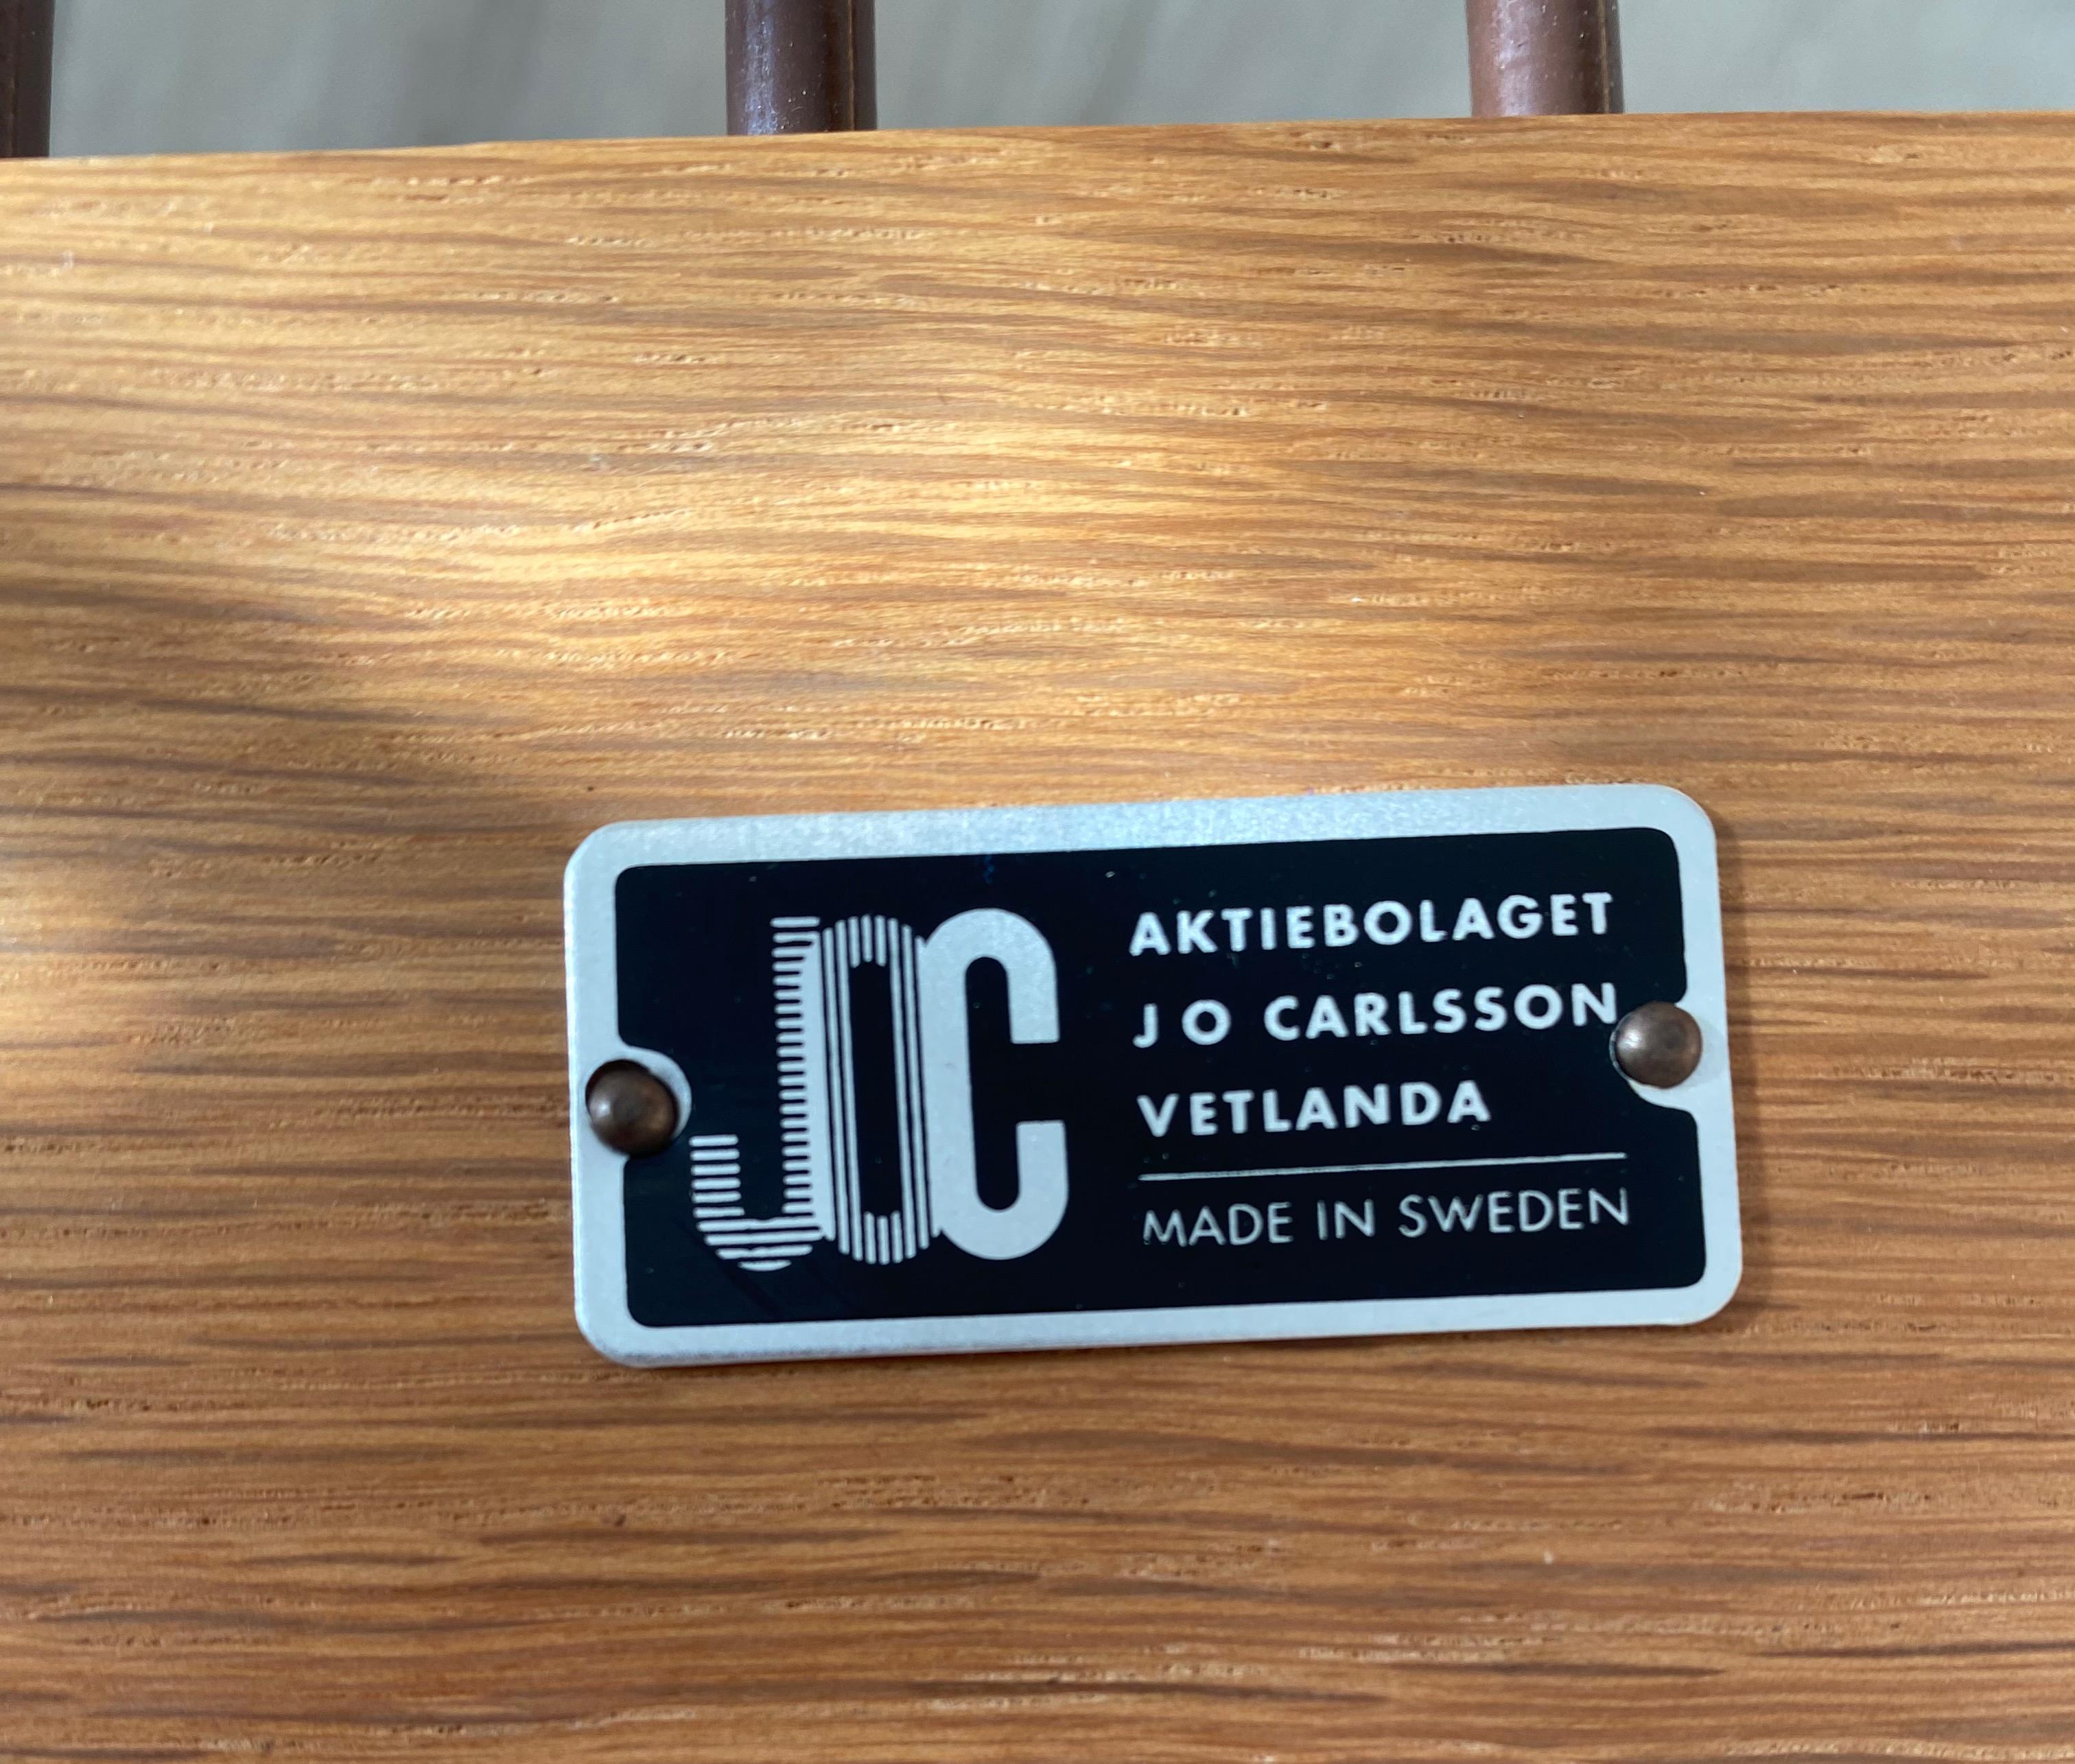 JOC
AKTIEBOLAGET
J O CARLSSON
VETLANDA
MADE IN SWEDEN